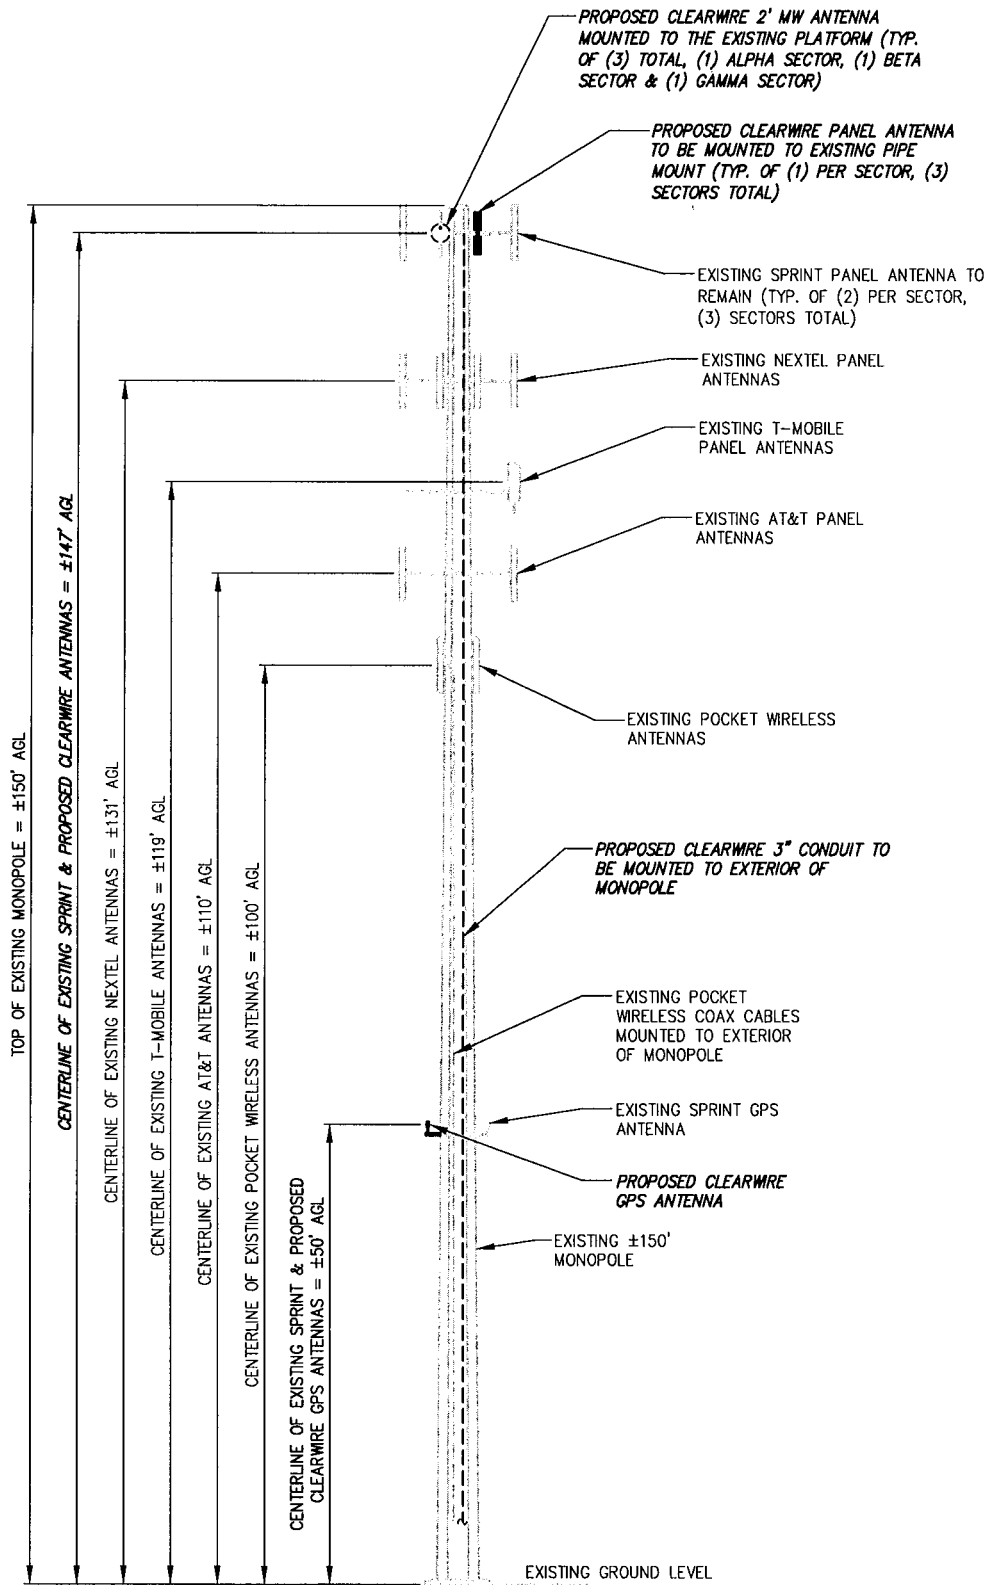 PROPOSED CLEARWIRE 2' MW ANTENNA
MOUNTED TO THE EXISTING PLATFORM (TYP.
OF (3) TOTAL, (1) ALPHA SECTOR, (1) BETA
SECTOR & (1) GAMMA SECTOR)
PROPOSED CLEARWIRE PANEL ANTENNA
TO BE MOUNTED TO EXISTING PIPE
MOUNT (TYP. OF (1) PER SECTOR, (3)
SECTORS TOTAL)
EXISTING SPRINT PANEL ANTENNA TO
REMAIN (TYP. OF (2) PER SECTOR,
(3) SECTORS TOTAL)
EXISTING NEXTEL PANEL
ANTENNAS
EXISTING T-MOBILE
PANEL ANTENNAS
EXISTING AT&T PANEL
ANTENNAS
EXISTING POCKET WIRELESS
ANTENNAS
PROPOSED CLEARWIRE 3" CONDUIT TO
BE MOUNTED TO EXTERIOR OF
MONOPOLE
EXISTING POCKET
WIRELESS COAX CABLES
MOUNTED TO EXTERIOR
OF MONOPOLE
EXISTING SPRINT GPS
ANTENNA
PROPOSED CLEARWIRE
GPS ANTENNA
EXISTING ±150'
MONOPOLE
EXISTING GROUND LEVEL
TOP OF EXISTING MONOPOLE = ±150' AGL
CENTERLINE OF EXISTING SPRINT & PROPOSED CLEARWIRE ANTENNAS = ±147' AGL
CENTERLINE OF EXISTING NEXTEL ANTENNAS = ±131' AGL
CENTERLINE OF EXISTING T-MOBILE ANTENNAS = ±119' AGL
CENTERLINE OF EXISTING AT&T ANTENNAS = ±110' AGL
CENTERLINE OF EXISTING POCKET WIRELESS ANTENNAS = ±100' AGL
CENTERLINE OF EXISTING SPRINT & PROPOSED
CLEARWIRE GPS ANTENNAS = ±50' AGL